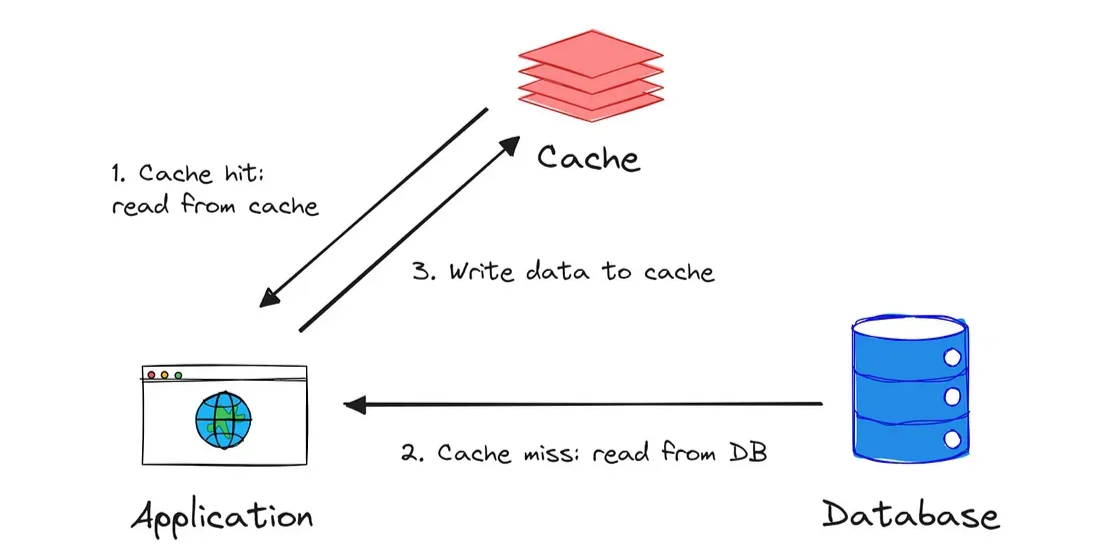 Cache
1. Cache hit:
read from cache
3. Write data to cache
2. Cache miss: read from DB
Application
Database